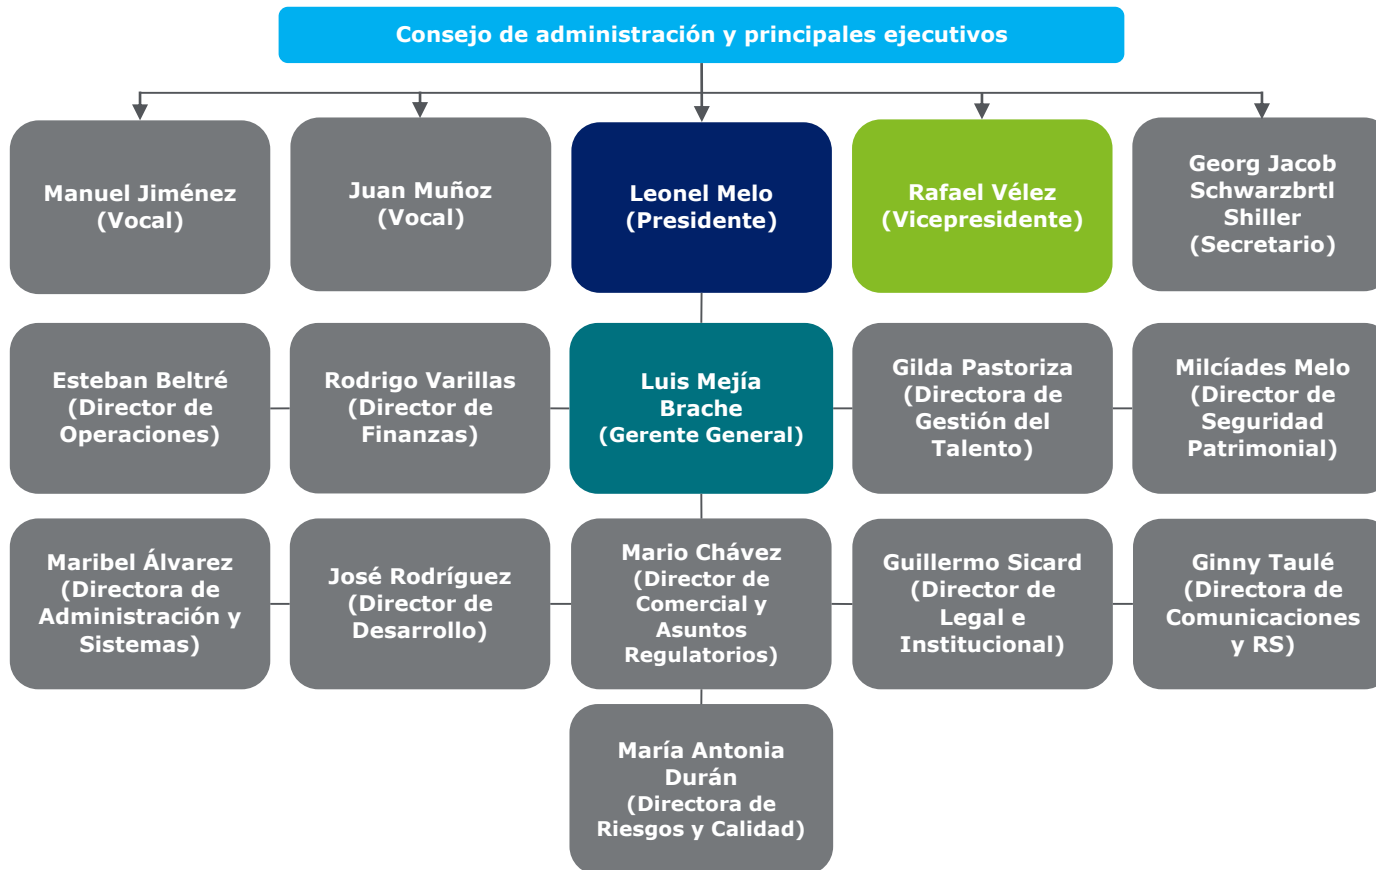 Consejo de administración y principales ejecutivos
Manuel Jiménez
(Vocal)
Juan Muñoz
(Vocal)
Leonel Melo
(Presidente)
Rafael Vélez
(Vicepresidente)
Georg Jacob
Schwarzbrtl
Shiller
(Secretario)
Esteban Beltré
(Director de
Operaciones)
Rodrigo Varillas
(Director de
Finanzas)
Luis Mejía
Brache
(Gerente General)
Gilda Pastoriza
(Directora de
Gestión del
Talento)
Milcíades Melo
(Director de
Seguridad
Patrimonial)
Maribel Álvarez
(Directora de
Administración y
Sistemas)
José Rodríguez
(Director de
Desarrollo)
Mario Chávez
(Director de
Comercial y
Asuntos
Regulatorios)
Guillermo Sicard
(Director de
Legal e
Institucional)
Ginny Taulé
(Directora de
Comunicaciones
y RS)
María Antonia
Durán
(Directora de
Riesgos y Calidad)